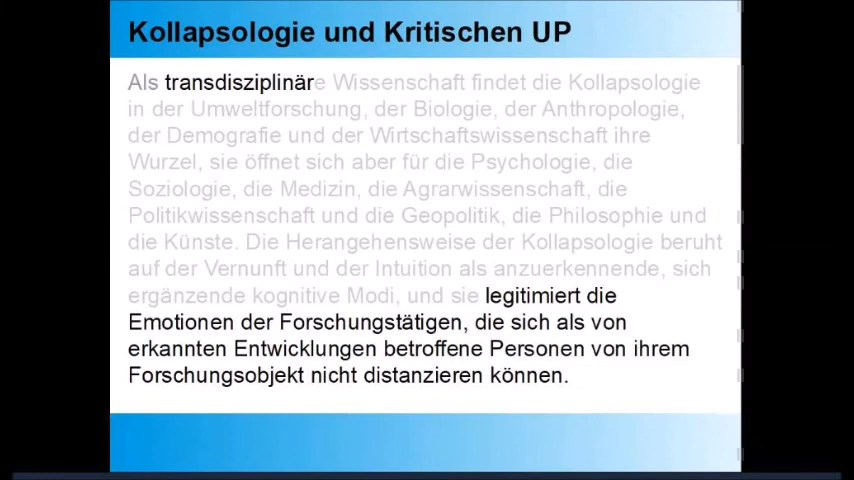 Kollapsologie und Kritischen UP
Als transdisziplinäre Wissenschaft findet die Kollapsologie
in der Umweltforschung, der Biologie, der Anthropologie,
der Demografie und der Wirtschaftswissenschaft ihre
Wurzel, sie öffnet sich aber für die Psychologie, die
Soziologie, die Medizin, die Agrarwissenschaft, die
Politikwissenschaft und die Geopolitik, die Philosophie und
die Künste. Die Herangehensweise der Kollapsologie beruht
auf der Vernunft und der Intuition als anzuerkennende, sich
ergänzende kognitive Modi, und sie legitimiert die
Emotionen der Forschungstätigen, die sich als von
erkannten Entwicklungen betroffene Personen von ihrem
Forschungsobjekt nicht distanzieren können.